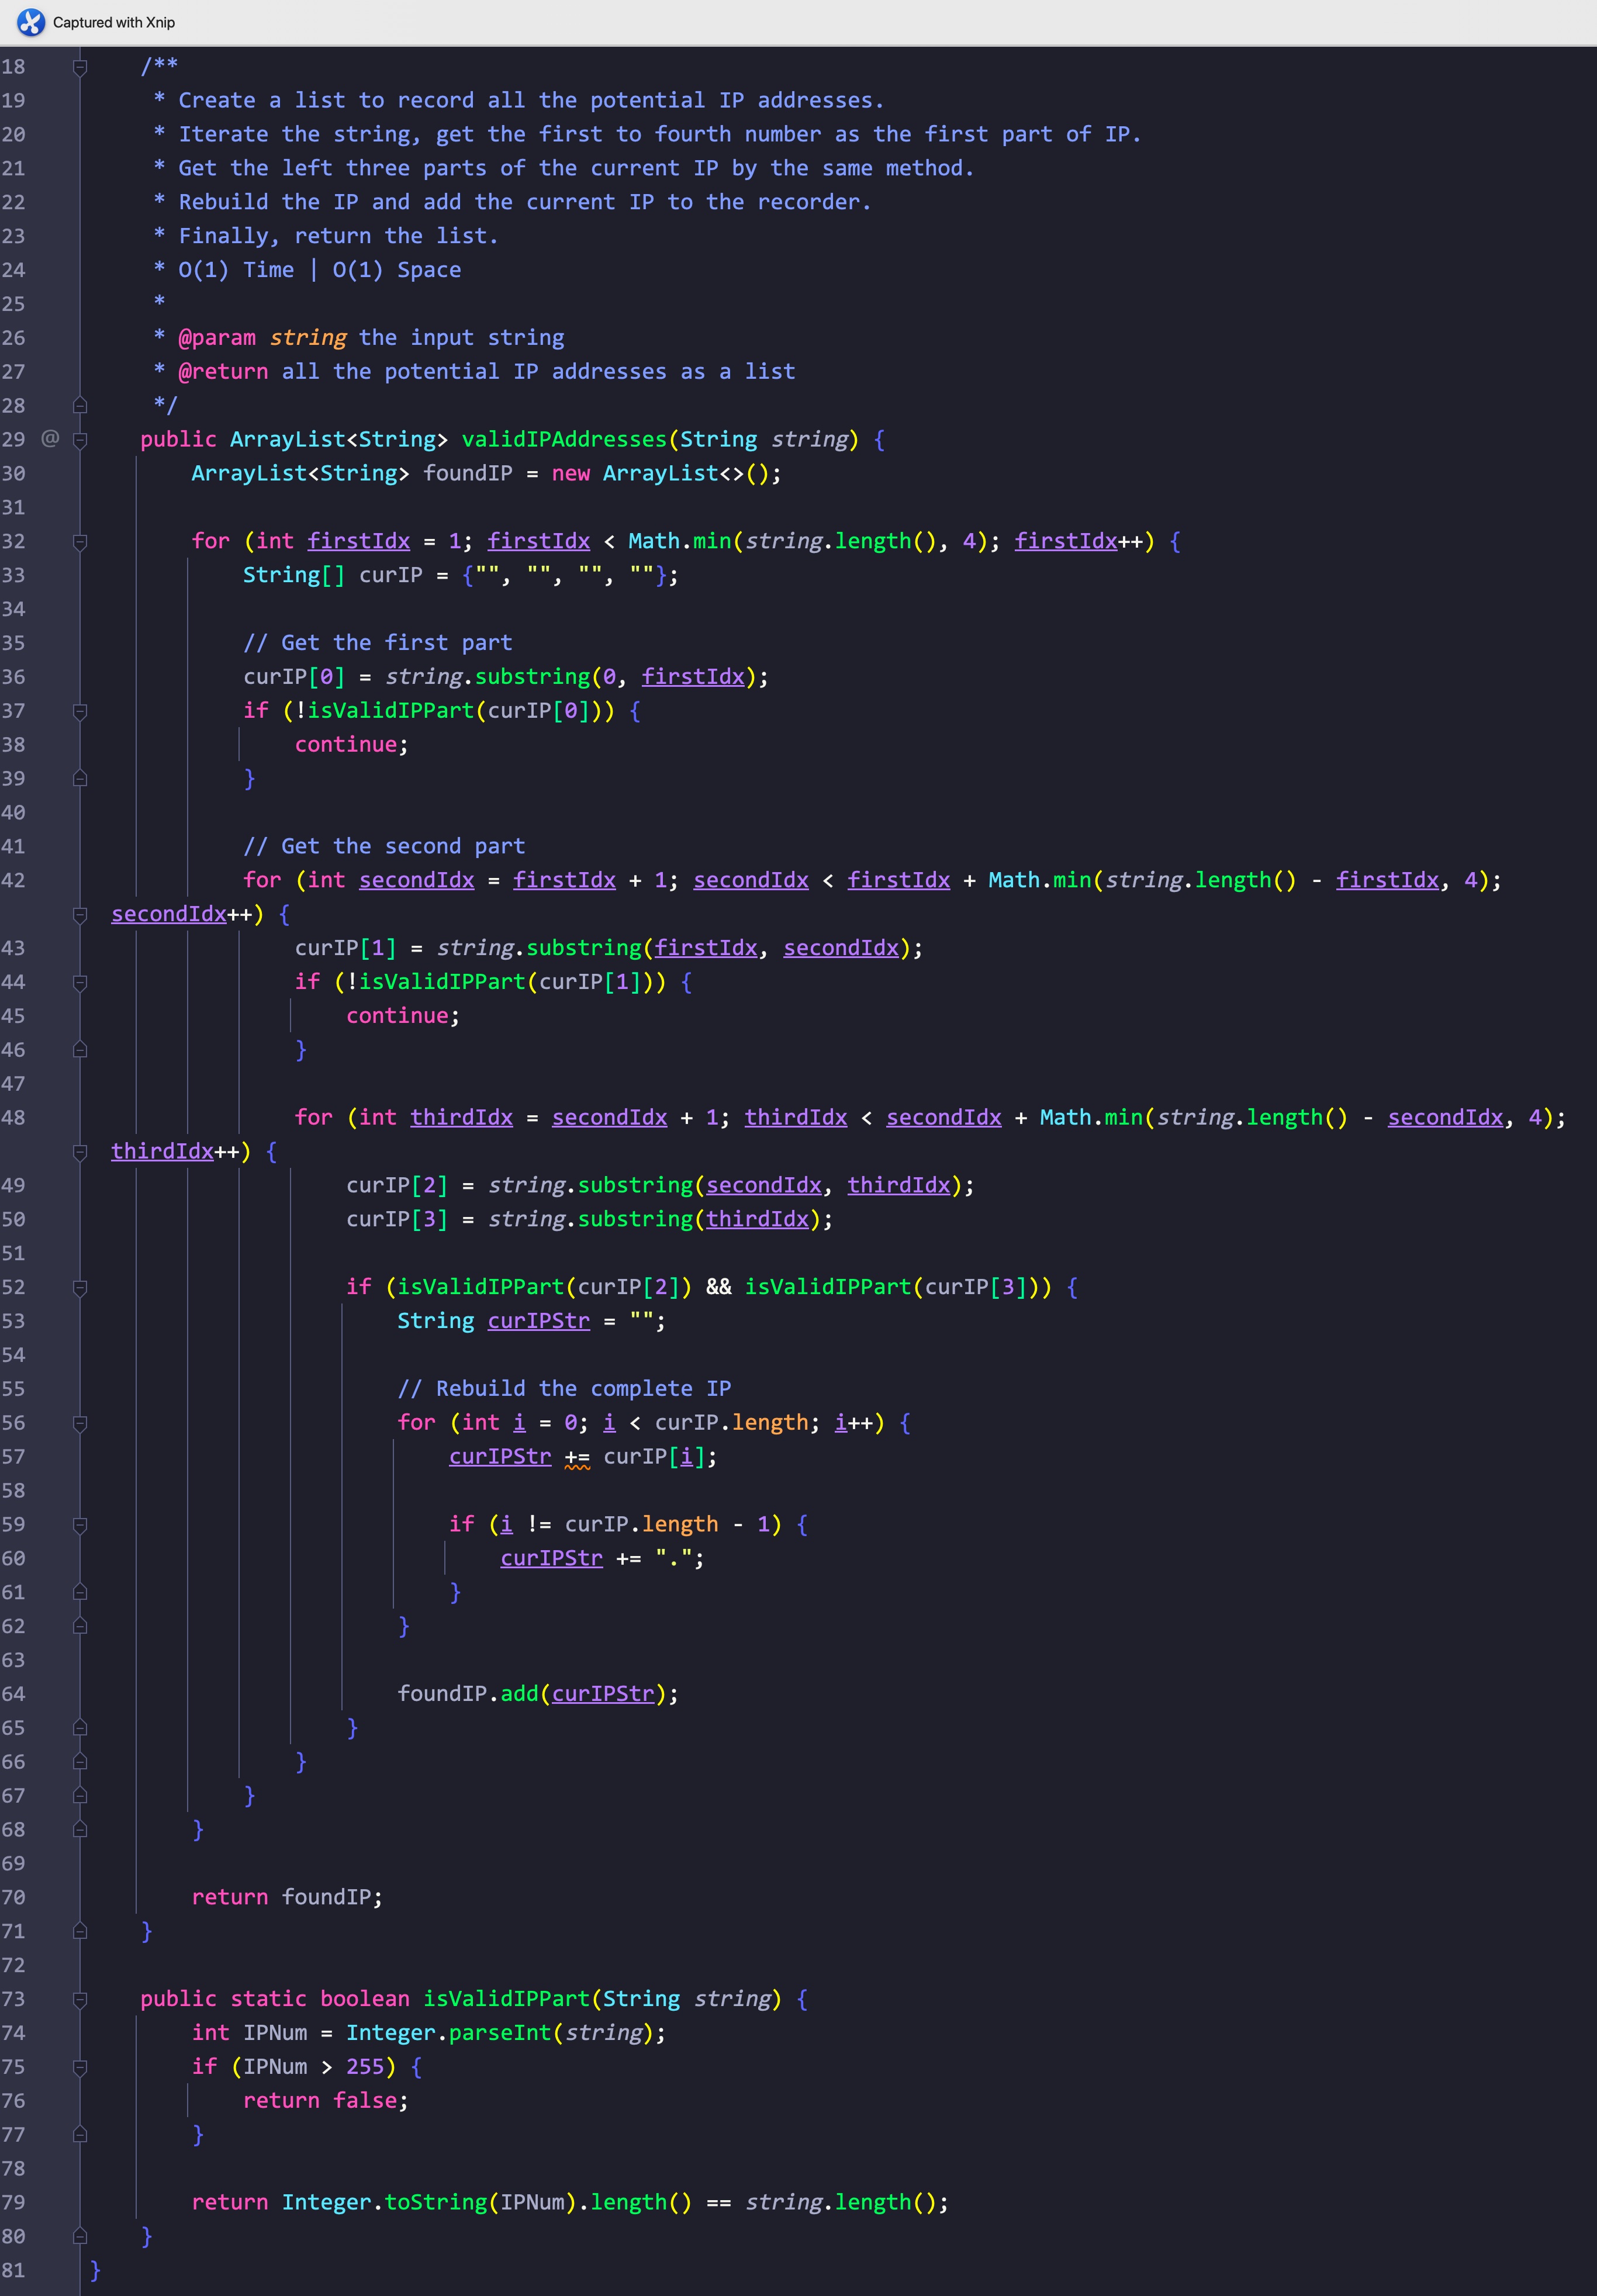 Captured with Xnip
18 /**
19 * Create a list to record all the potential IP addresses.
20 * Iterate the string, get the first to fourth number as the first part of IP.
21 * Get the left three parts of the current IP by the same method.
22 * Rebuild the IP and add the current IP to the recorder.
23 * Finally, return the list.
24 * O(1) Time | O(1) Space
25 *
26 * @param string the input string
27 * @return all the potential IP addresses as a list
28 */
29 @ public ArrayList<String> validIPAddresses(String string) {
30 ArrayList<String> foundIP = new ArrayList<>();
31
32 for (int firstIdx = 1; firstIdx < Math.min(string.length(), 4); firstIdx++) {
33 String[] curIP = {"", "", "", ""};
34
35 // Get the first part
36 curIP[0] = string.substring(0, firstIdx);
37 if (!isValidIPPart(curIP[0])) {
38 continue;
39 }
40
41 // Get the second part
42 for (int secondIdx = firstIdx + 1; secondIdx < firstIdx + Math.min(string.length() - firstIdx, 4);
secondIdx++) {
43 curIP[1] = string.substring(firstIdx, secondIdx);
44 if (!isValidIPPart(curIP[1])) {
45 continue;
46 }
47
48 for (int thirdIdx = secondIdx + 1; thirdIdx < secondIdx + Math.min(string.length() - secondIdx, 4);
thirdIdx++) {
49 curIP[2] = string.substring(secondIdx, thirdIdx);
50 curIP[3] = string.substring(thirdIdx);
51
52 if (isValidIPPart(curIP[2]) && isValidIPPart(curIP[3])) {
53 String curIPStr = "";
54
55 // Rebuild the complete IP
56 for (int i = 0; i < curIP.length; i++) {
57 curIPStr += curIP[i];
58
59 if (i != curIP.length - 1) {
60 curIPStr += ".";
61 }
62 }
63
64 foundIP.add(curIPStr);
65 }
66 }
67 }
68 }
69
70 return foundIP;
71 }
72
73 public static boolean isValidIPPart(String string) {
74 int IPNum = Integer.parseInt(string);
75 if (IPNum > 255) {
76 return false;
77 }
78
79 return Integer.toString(IPNum).length() == string.length();
80 }
81 }